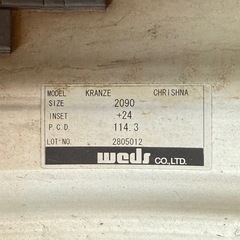 MODEL KRANZE CHRISHNA
SIZE 2090
INSET +24
P.C.D. 114.3
LOT NO. 2805012
weds CO.,LTD.